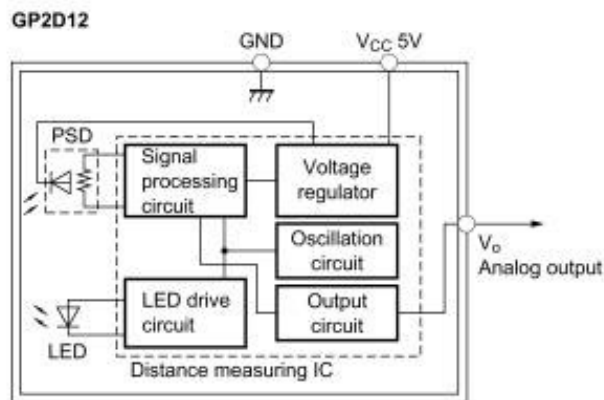 GP2D12
GND
VCC 5V
PSD
Signal
processing
circuit
Voltage
regulator
Oscillation
circuit
Vo
Analog output
LED drive
circuit
Output
circuit
LED
Distance measuring IC